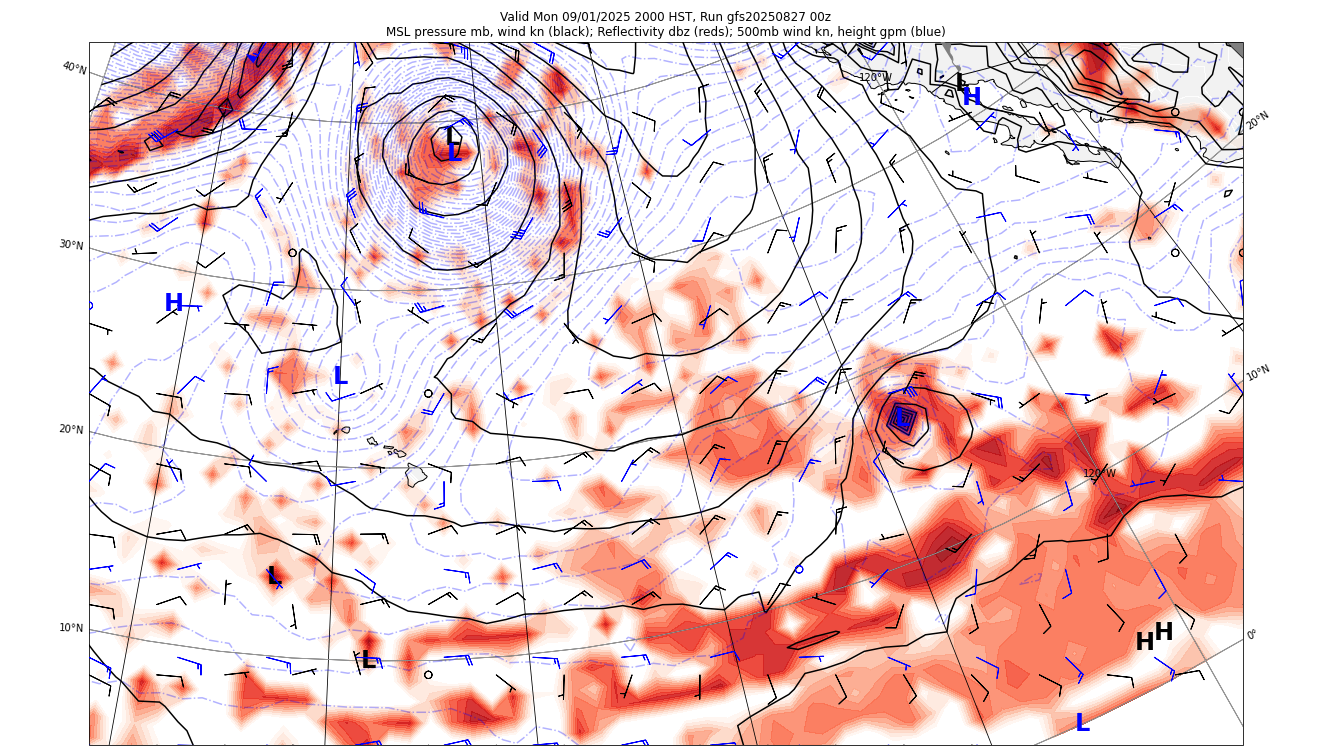 Valid Mon 09/01/2025 2000 HST, Run gfs20250827 00z
MSL pressure mb, wind kn (black); Reflectivity dbz (reds); 500mb wind kn, height gpm (blue)
40°N
120°W
L
H
20°N
L
L
30°N
H
L
10°N
L
20°N
120°W
L
10°N
H
H
0°
L
L